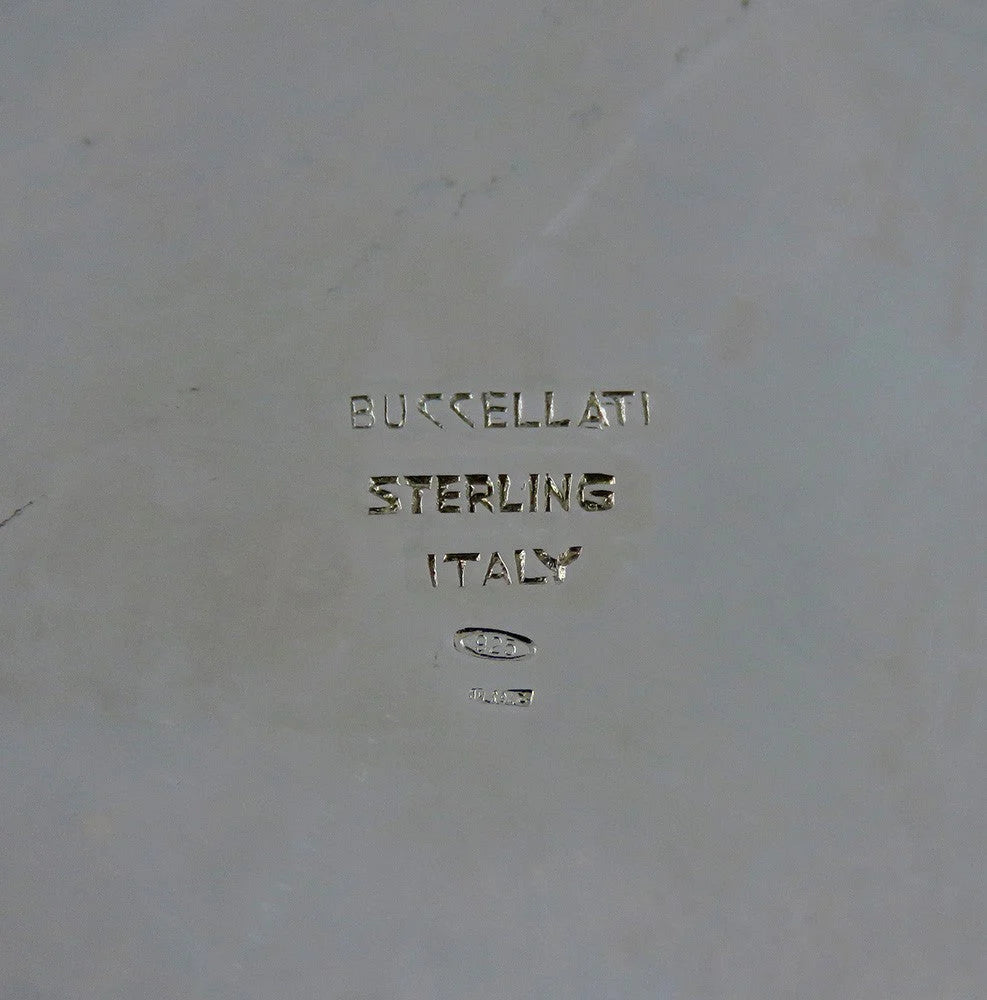 BUCCELLATI
STERLING
ITALY
925